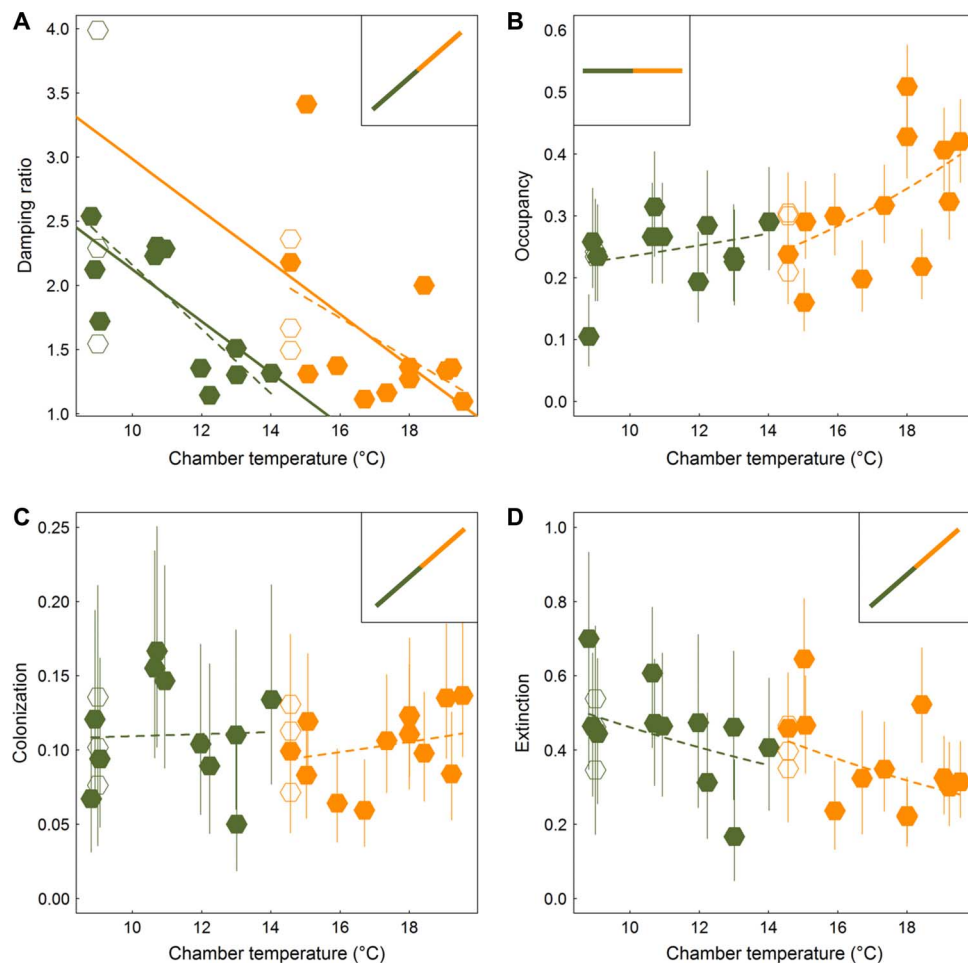 A
4.0
3.5
3.0
2.5
2.0
1.5
1.0
Damping ratio
10 12 14 16 18
Chamber temperature (°C)
B
0.6
0.5
0.4
0.3
0.2
0.1
0.0
Occupancy
10 12 14 16 18
Chamber temperature (°C)
C
0.25
0.20
0.15
0.10
0.05
0.00
Colonization
10 12 14 16 18
Chamber temperature (°C)
D
1.0
0.8
0.6
0.4
0.2
0.0
Extinction
10 12 14 16 18
Chamber temperature (°C)